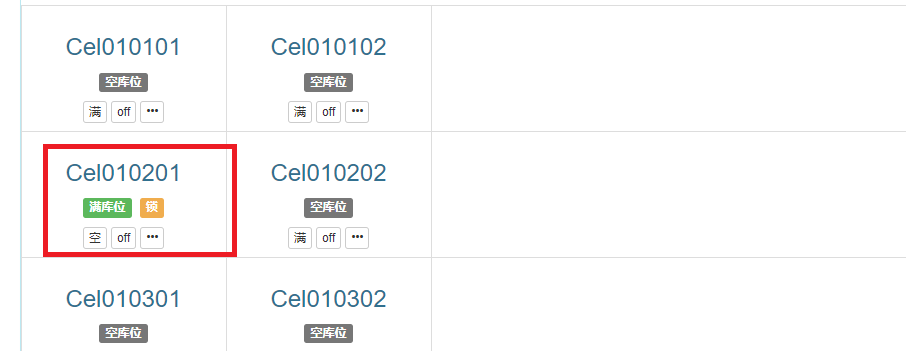 Cel010101 Cel010102
空库位 空库位
满 off ••• 满 off •••
Cel010201 Cel010202
满库位 锁 空库位
空 off ••• 满 off •••
Cel010301 Cel010302
空库位 空库位